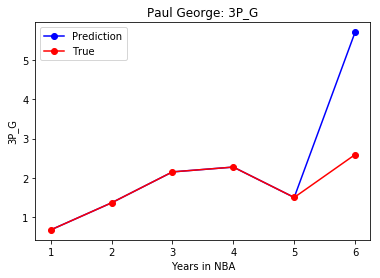 Paul George: 3P_G
Prediction
True
3P_G
5
4
3
2
1
1 2 3 4 5 6
Years in NBA